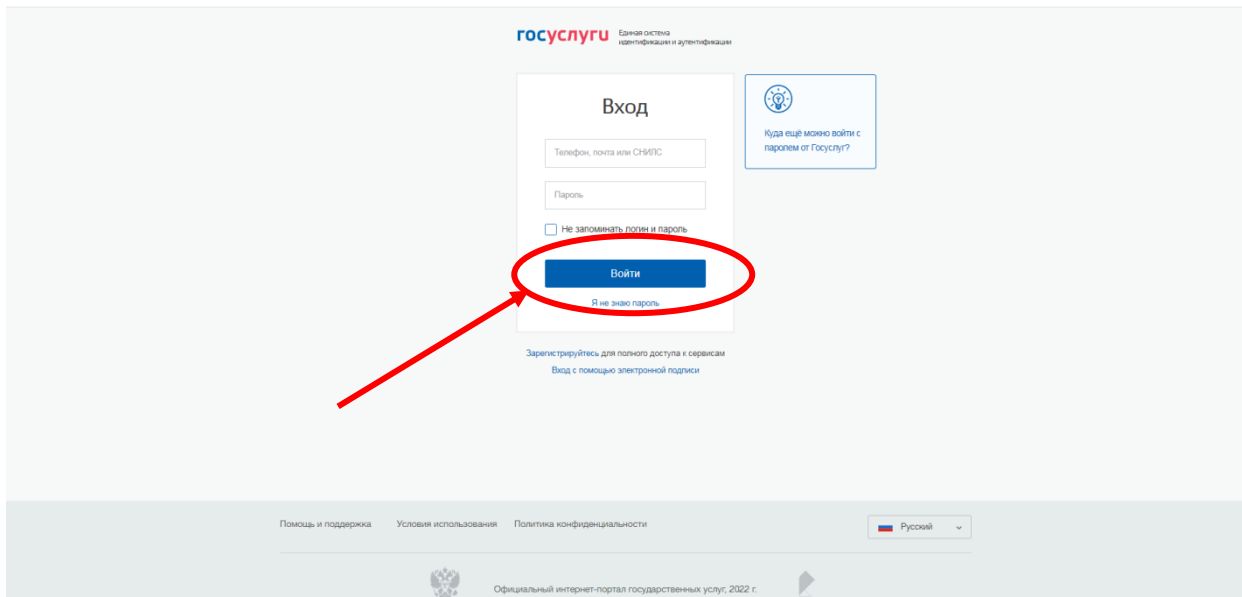 госуслуги
Единая система
идентификации и аутентификации
Вход
Телефон, почта или СНИЛС
Пароль
Не запоминать логин и пароль
Войти
Я не знаю пароль
Куда ещё можно войти с
паролем от Госуслуг?
Зарегистрируйтесь для полного доступа к сервисам
Вход с помощью электронной подписи
Помощь и поддержка
Условия использования
Политика конфиденциальности
Русский
Официальный интернет-портал государственных услуг, 2022 г.